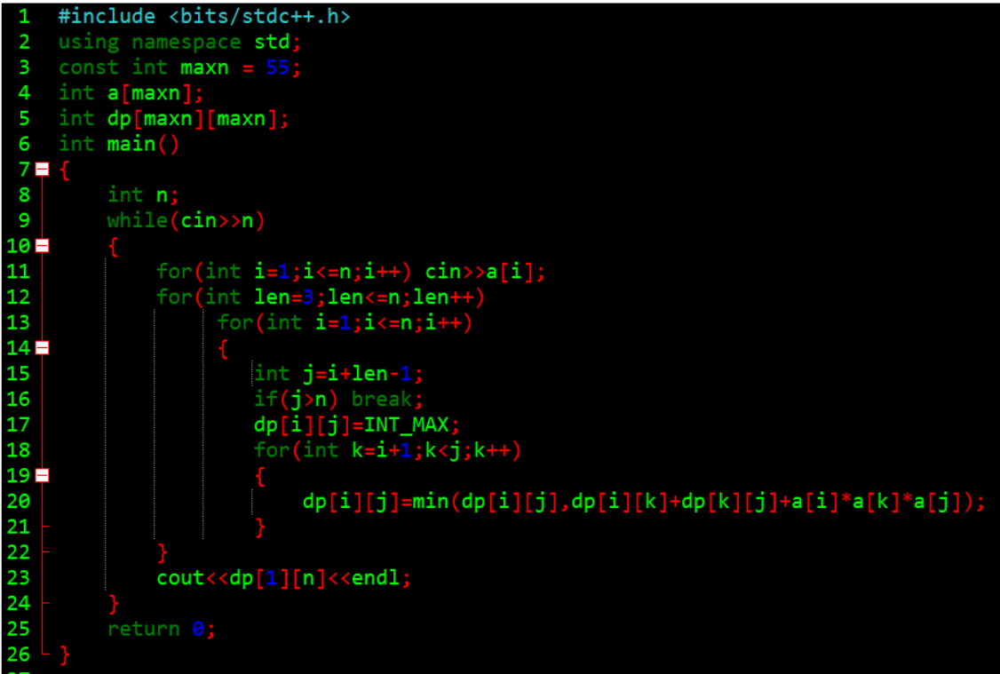 1 #include <bits/stdc++.h>
2 using namespace std;
3 const int maxn = 55;
4 int a[maxn];
5 int dp[maxn][maxn];
6 int main()
7 {
8 int n;
9 while(cin>>n)
10 {
11 for(int i=1;i<=n;i++) cin>>a[i];
12 for(int len=3;len<=n;len++)
13 for(int i=1;i<=n;i++)
14 {
15 int j=i+len-1;
16 if(j>n) break;
17 dp[i][j]=INT_MAX;
18 for(int k=i+1;k<j;k++)
19 {
20 dp[i][j]=min(dp[i][j],dp[i][k]+dp[k][j]+a[i]*a[k]*a[j]);
21 }
22 }
23 cout<<dp[1][n]<<endl;
24 }
25 return 0;
26 }